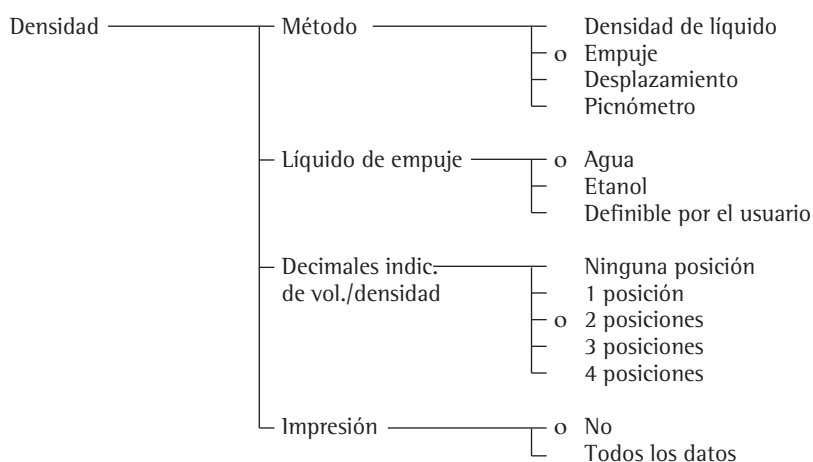 Densidad Método Densidad de líquido
o Empuje
Desplazamiento
Picnómetro
Líquido de empuje o Agua
Etanol
Definible por el usuario
Decimales indic. Ninguna posición
de vol./densidad 1 posición
o 2 posiciones
3 posiciones
4 posiciones
Impresión o No
Todos los datos